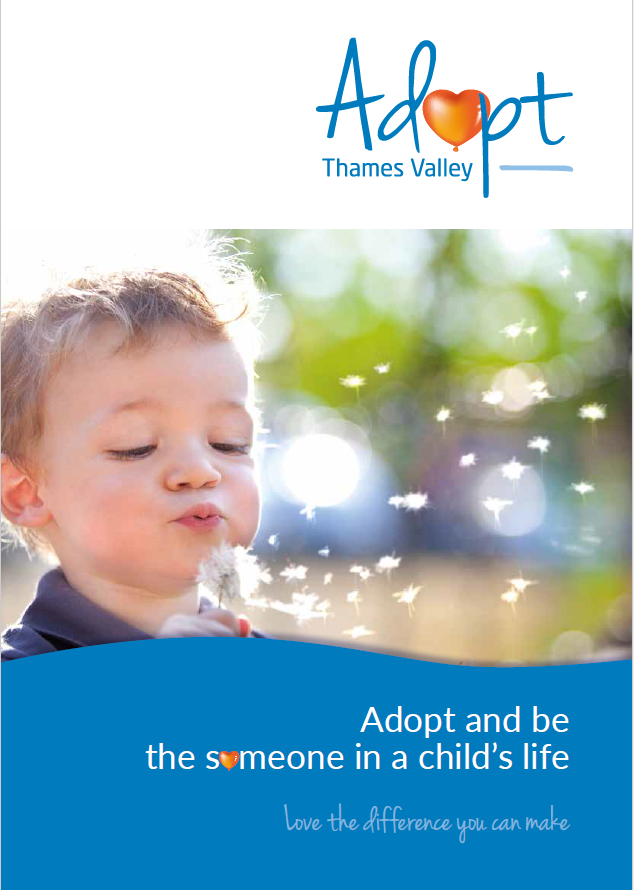 Adopt
Thames Valley
Adopt and be
the someone in a child's life
Love the difference you can make